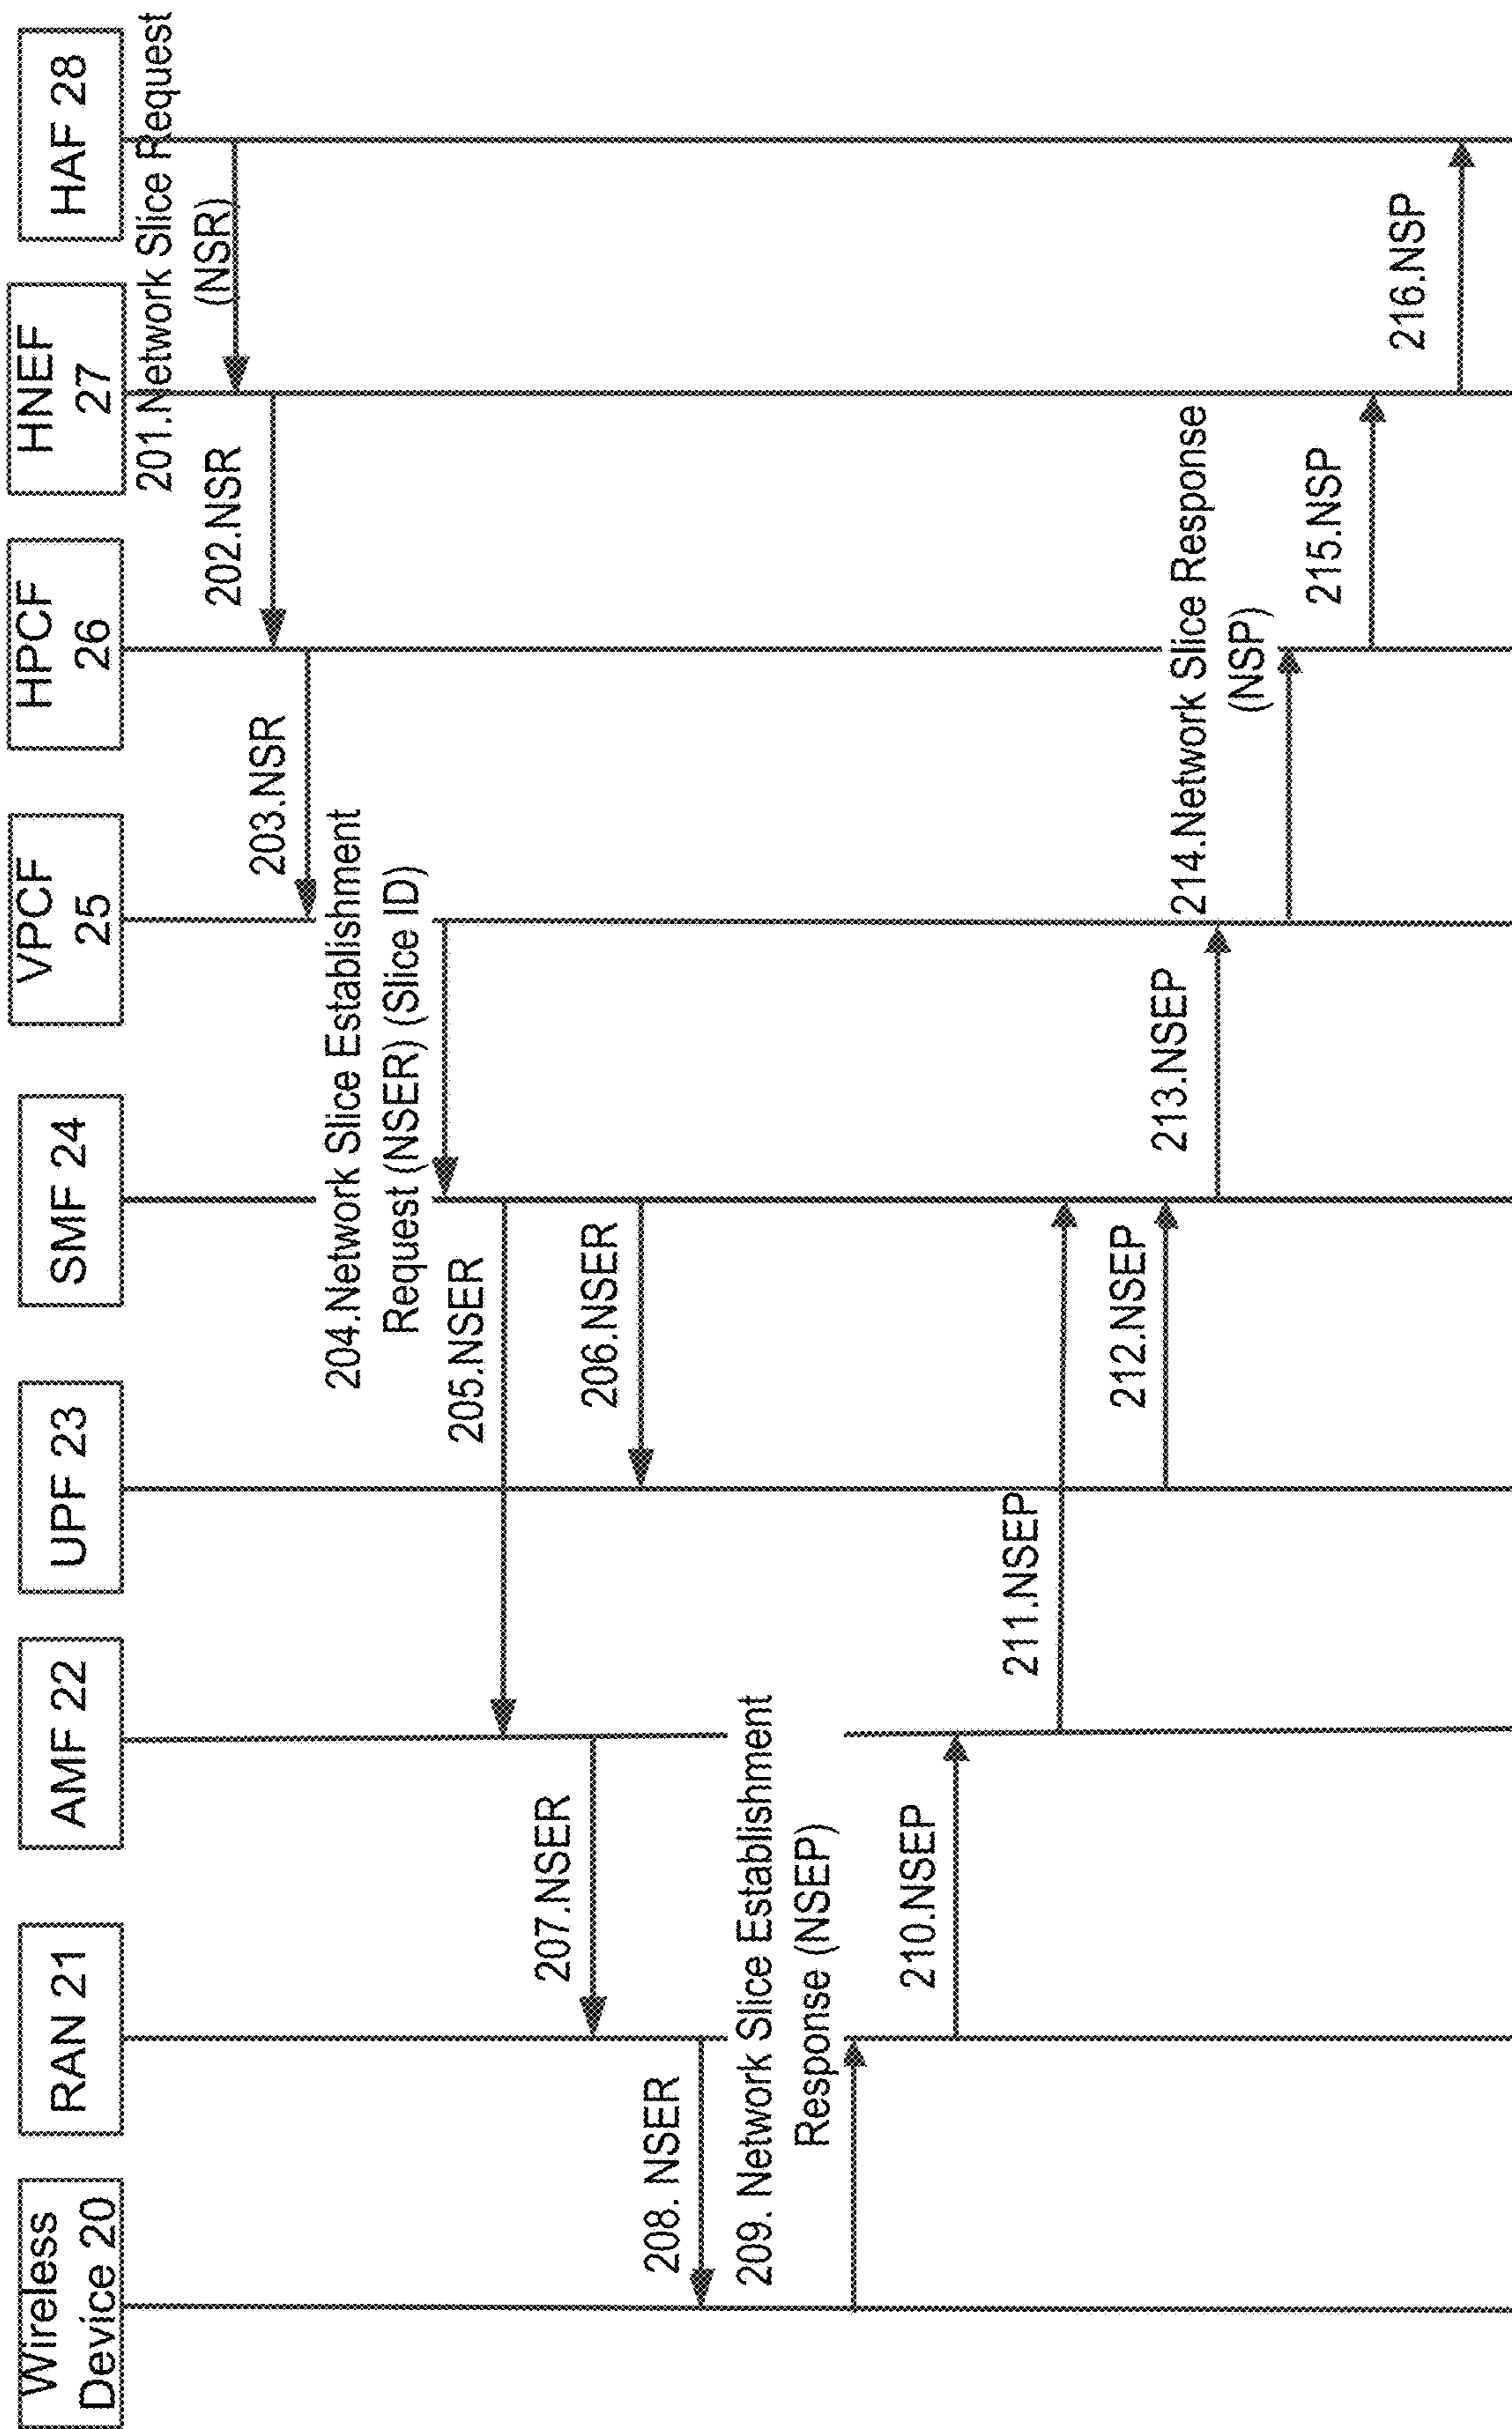 Wireless
Device 20
RAN 21
AMF 22
UPF 23
SMF 24
VPCF
25
HPCF
26
HNEF
27
HAF 28
201.Network Slice Request
(NSR)
202.NSR
203.NSR
204.Network Slice Establishment
Request (NSER) (Slice ID)
205.NSER
206.NSER
207.NSER
208. NSER
209. Network Slice Establishment
Response (NSEP)
210.NSEP
211.NSEP
212.NSEP
213.NSEP
214.Network Slice Response
(NSP)
215.NSP
216.NSP